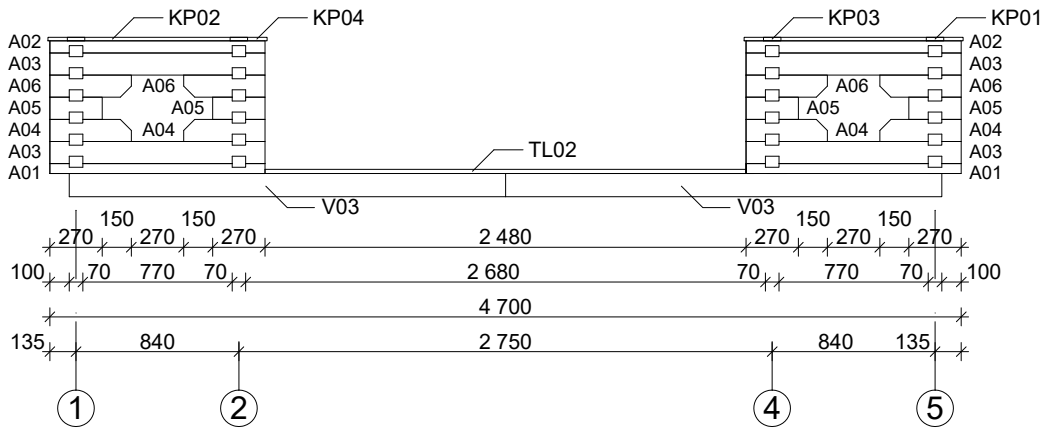 KP02 KP04 KP03 KP01
A02 A02
A03 A03
A06 A06 A06 A06
A05 A05 A05 A05
A04 A04 A04 A04
A03 A03
A01 TL02 A01
V03 V03
150 150 150 150
270 270 270 2 480 270 270 270
100 70 770 70 2 680 70 770 70 100
4 700
135 840 2 750 840 135
1 2 4 5